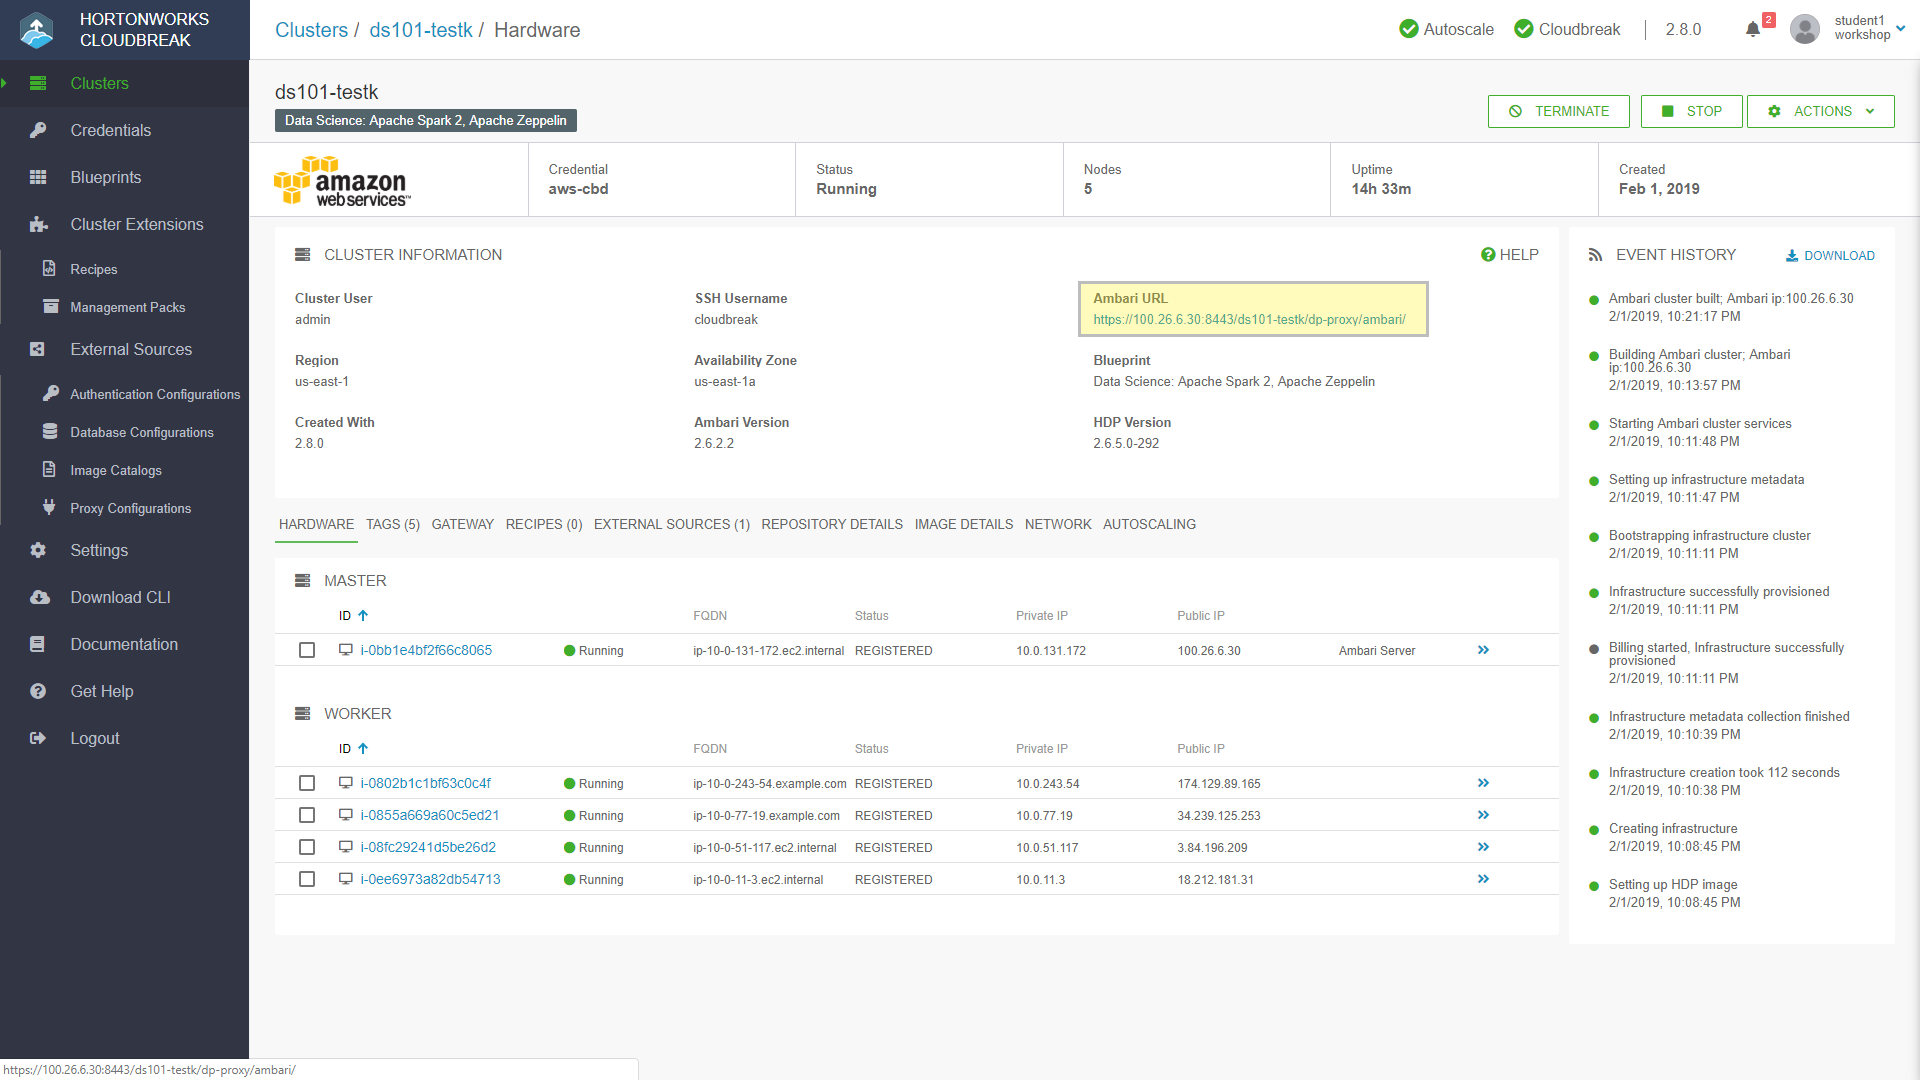 HORTONWORKS
CLOUDBREAK
Clusters / ds101-testk / Hardware
Autoscale
Cloudbreak
2.8.0
2
student1
workshop
Clusters
Credentials
Blueprints
Cluster Extensions
Recipes
Management Packs
External Sources
Authentication Configurations
Database Configurations
Image Catalogs
Proxy Configurations
Settings
Download CLI
Documentation
Get Help
Logout
ds101-testk
Data Science: Apache Spark 2, Apache Zeppelin
TERMINATE
STOP
ACTIONS
amazon
webservices™
Credential
aws-cbd
Status
Running
Nodes
5
Uptime
14h 33m
Created
Feb 1, 2019
CLUSTER INFORMATION
HELP
Cluster User
admin
SSH Username
cloudbreak
Ambari URL
https://100.26.6.30:8443/ds101-testk/dp-proxy/ambari/
Region
us-east-1
Availability Zone
us-east-1a
Blueprint
Data Science: Apache Spark 2, Apache Zeppelin
Created With
2.8.0
Ambari Version
2.6.2.2
HDP Version
2.6.5.0-292
HARDWARE TAGS (5) GATEWAY RECIPES (0) EXTERNAL SOURCES (1) REPOSITORY DETAILS IMAGE DETAILS NETWORK AUTOSCALING
MASTER
ID FQDN Status Private IP Public IP
i-0bb1e4bf2f66c8065 Running ip-10-0-131-172.ec2.internal REGISTERED 10.0.131.172 100.26.6.30 Ambari Server
WORKER
ID FQDN Status Private IP Public IP
i-0802b1c1bf63c0c4f Running ip-10-0-243-54.example.com REGISTERED 10.0.243.54 174.129.89.165
i-0855a669a60c5ed21 Running ip-10-0-77-19.example.com REGISTERED 10.0.77.19 34.239.125.253
i-08fc29241d5be26d2 Running ip-10-0-51-117.ec2.internal REGISTERED 10.0.51.117 3.84.196.209
i-0ee6973a82db54713 Running ip-10-0-11-3.ec2.internal REGISTERED 10.0.11.3 18.212.181.31
EVENT HISTORY
DOWNLOAD
Ambari cluster built; Ambari ip:100.26.6.30
2/1/2019, 10:21:17 PM
Building Ambari cluster; Ambari
ip:100.26.6.30
2/1/2019, 10:13:57 PM
Starting Ambari cluster services
2/1/2019, 10:11:48 PM
Setting up infrastructure metadata
2/1/2019, 10:11:47 PM
Bootstrapping infrastructure cluster
2/1/2019, 10:11:11 PM
Infrastructure successfully provisioned
2/1/2019, 10:11:11 PM
Billing started, Infrastructure successfully
provisioned
2/1/2019, 10:11:11 PM
Infrastructure metadata collection finished
2/1/2019, 10:10:39 PM
Infrastructure creation took 112 seconds
2/1/2019, 10:10:38 PM
Creating infrastructure
2/1/2019, 10:08:45 PM
Setting up HDP image
2/1/2019, 10:08:45 PM
https://100.26.6.30:8443/ds101-testk/dp-proxy/ambari/